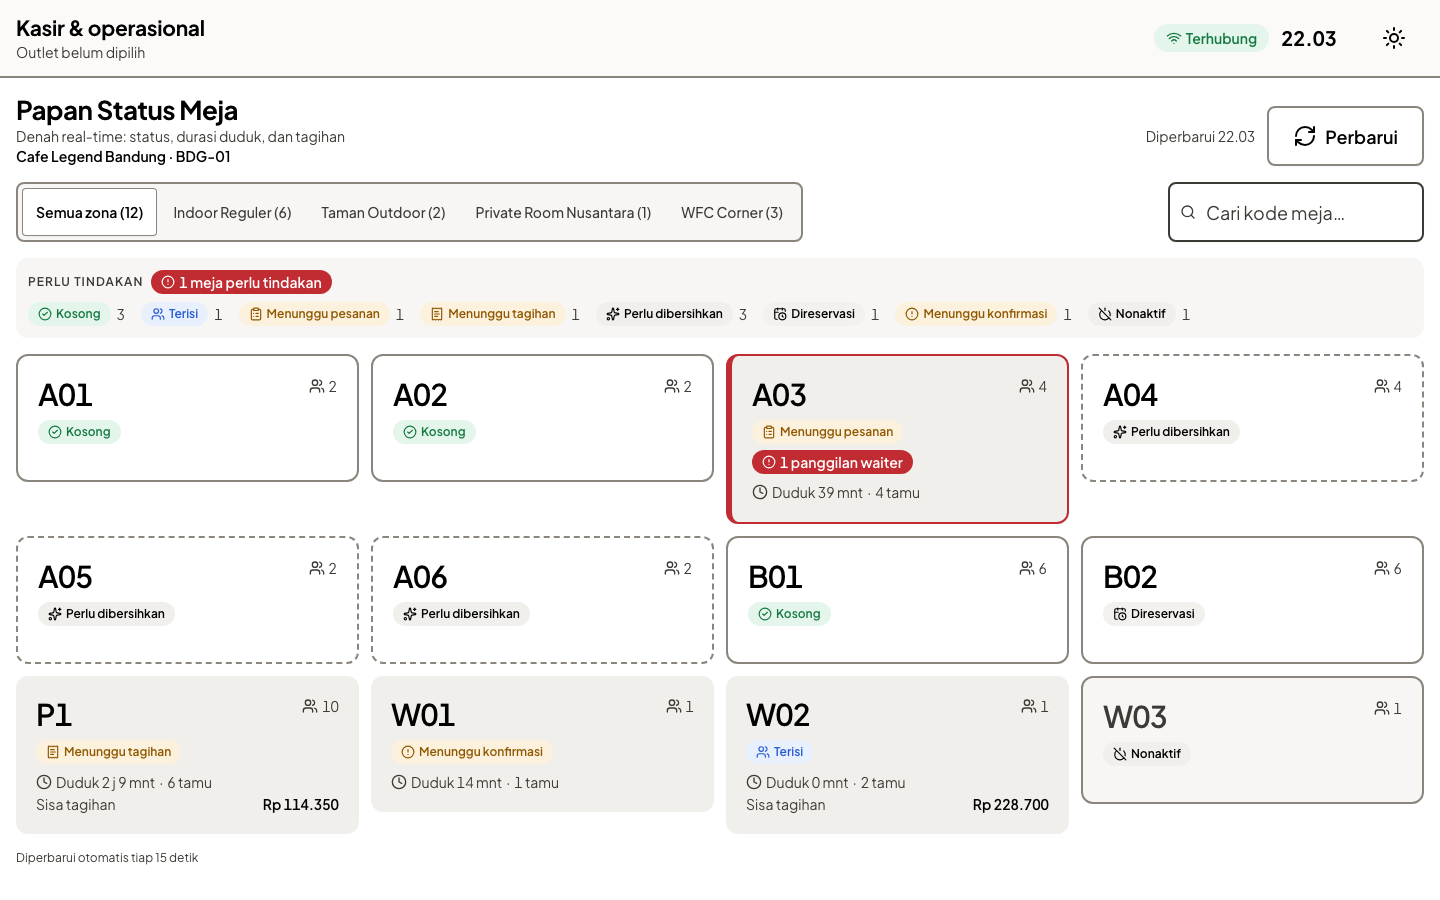 Kasir & operasional
Outlet belum dipilih
Terhubung
22.03
Papan Status Meja
Denah real-time: status, durasi duduk, dan tagihan
Cafe Legend Bandung · BDG-01
Diperbarui 22.03
Perbarui
Semua zona (12)
Indoor Reguler (6)
Taman Outdoor (2)
Private Room Nusantara (1)
WFC Corner (3)
Cari kode meja...
PERLU TINDAKAN
1 meja perlu tindakan
Kosong 3
Terisi 1
Menunggu pesanan 1
Menunggu tagihan 1
Perlu dibersihkan 3
Direservasi 1
Menunggu konfirmasi 1
Nonaktif 1
A01
2
Kosong
A02
2
Kosong
A03
4
Menunggu pesanan
1 panggilan waiter
Duduk 39 mnt · 4 tamu
A04
4
Perlu dibersihkan
A05
2
Perlu dibersihkan
A06
2
Perlu dibersihkan
B01
6
Kosong
B02
6
Direservasi
P1
10
Menunggu tagihan
Duduk 2 j 9 mnt · 6 tamu
Sisa tagihan Rp 114.350
W01
1
Menunggu konfirmasi
Duduk 14 mnt · 1 tamu
W02
1
Terisi
Duduk 0 mnt · 2 tamu
Sisa tagihan Rp 228.700
W03
1
Nonaktif
Diperbarui otomatis tiap 15 detik